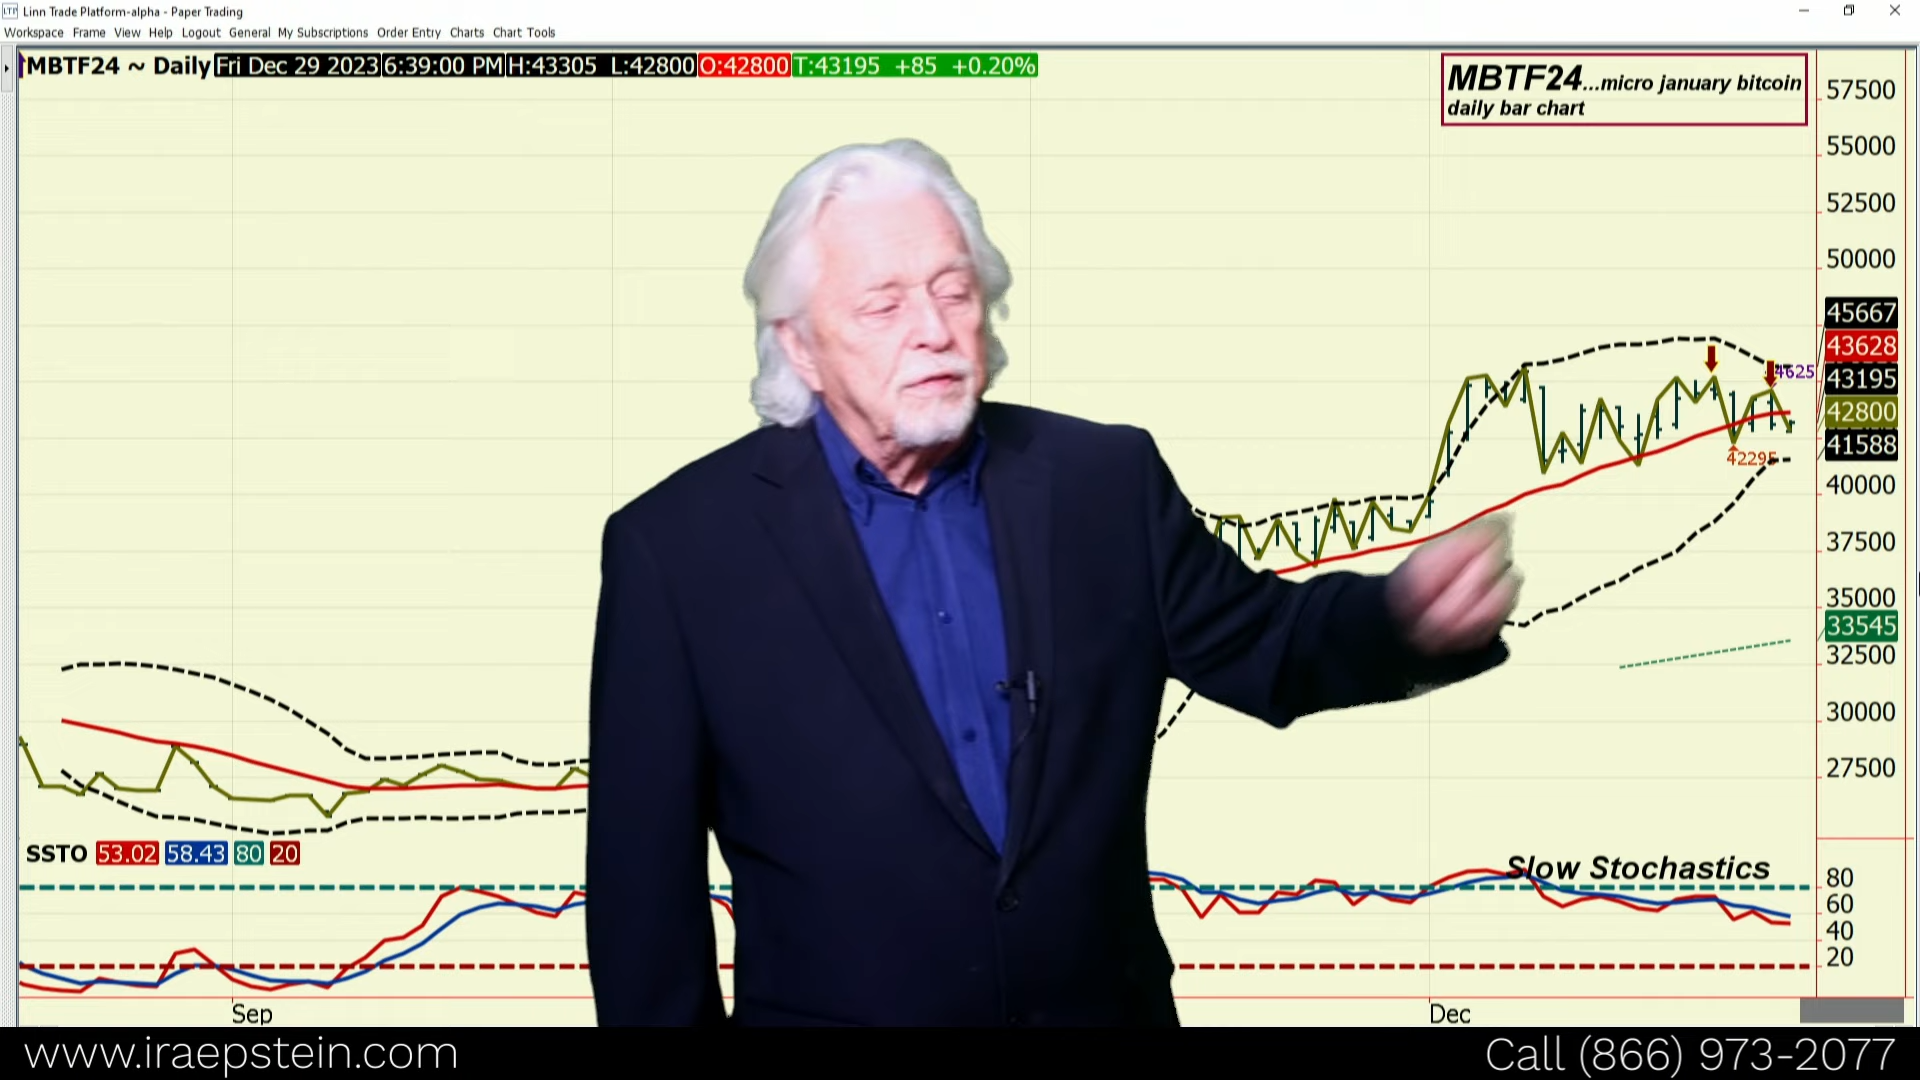 LTP Linn Trade Platform-alpha - Paper Trading
Workspace Frame View Help Logout General My Subscriptions Order Entry Charts Chart Tools
MBTF24 ~ Daily Fri Dec 29 2023 6:39:00 PM H:43305 L:42800 O:42800 T:43195 +85 +0.20%
MBTF24...micro january bitcoin
daily bar chart
57500
55000
52500
50000
45667
43628
4625
43195
42800
41588
42295
40000
37500
35000
33545
32500
30000
27500
SSTO 53.02 58.43 80 20
Slow Stochastics
80
60
40
20
Sep
Dec
www.iraepstein.com
Call (866) 973-2077